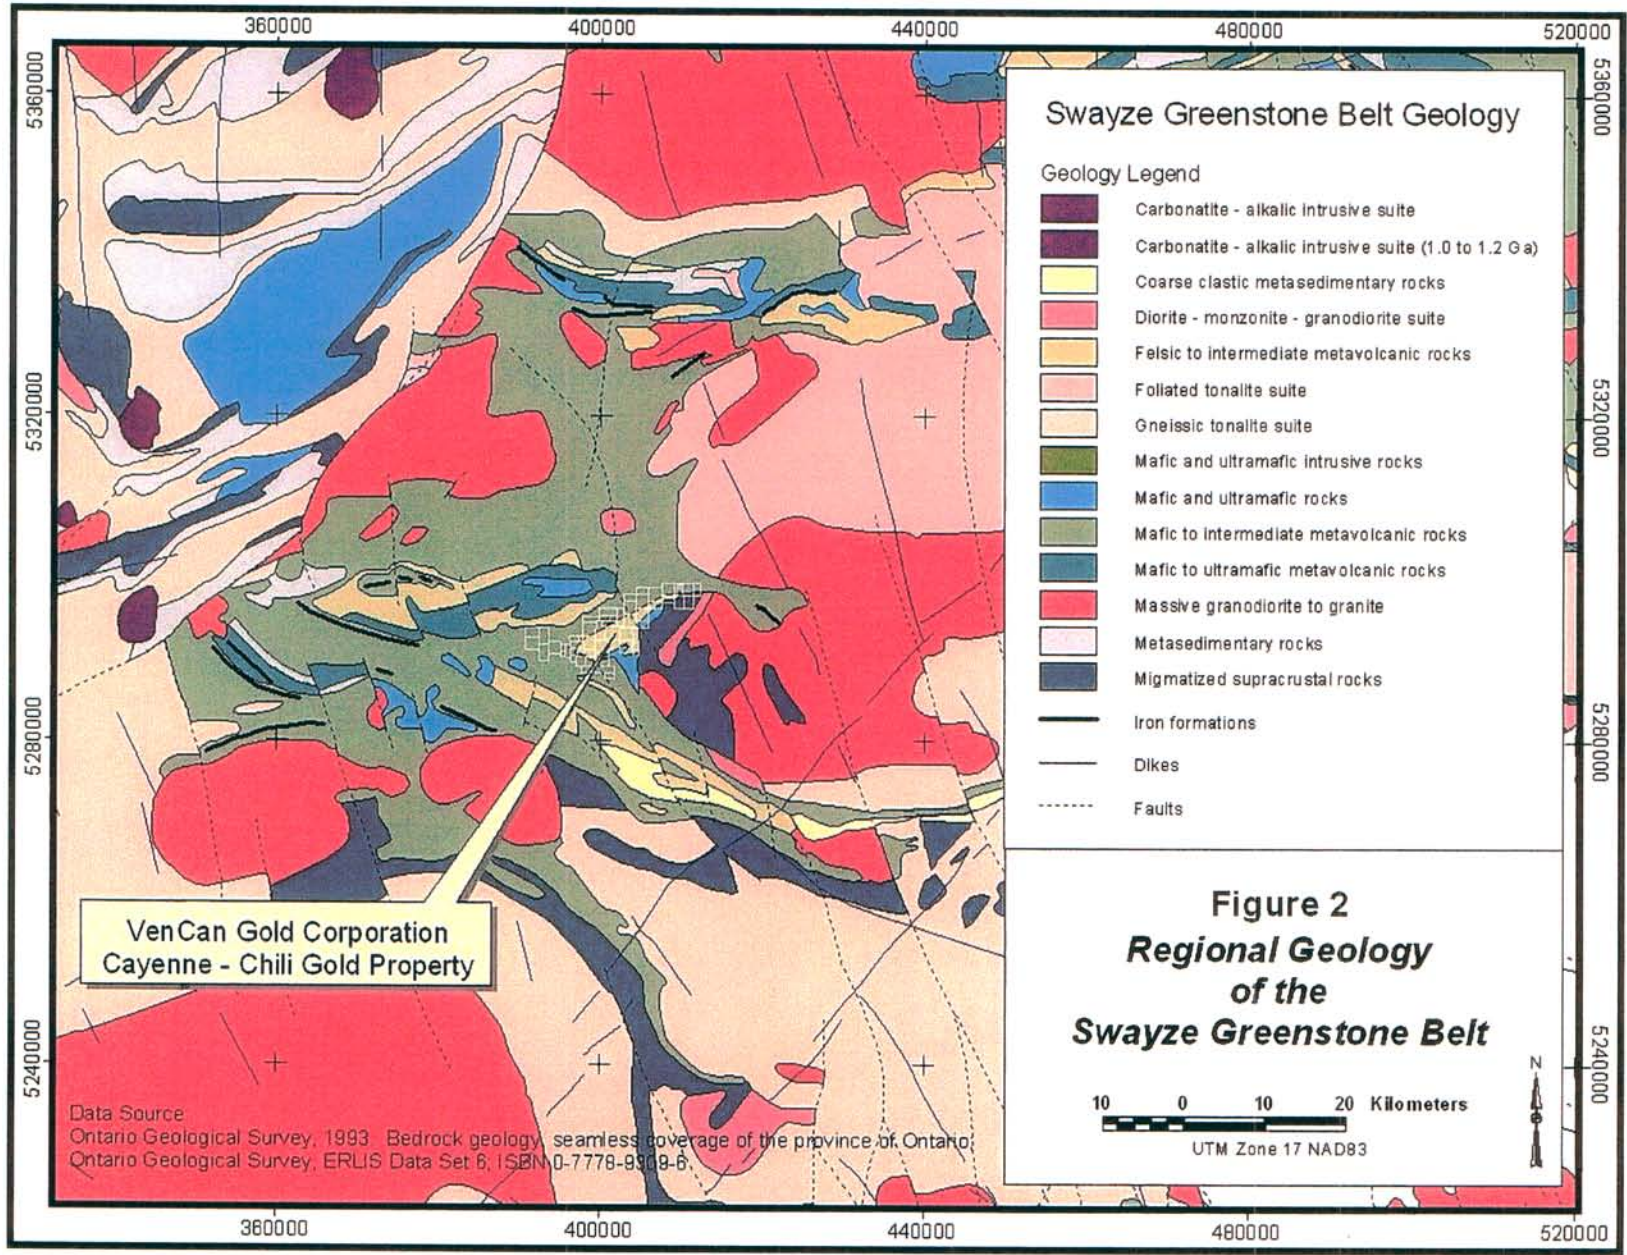 360000 400000 440000 480000 520000
5360000 5360000
5320000 5320000
5280000 5280000
5240000 5240000
Swayze Greenstone Belt Geology
Geology Legend
Carbonatite - alkalic intrusive suite
Carbonatite - alkalic intrusive suite (1.0 to 1.2 Ga)
Coarse clastic metasedimentary rocks
Diorite - monzonite - granodiorite suite
Felsic to intermediate metavolcanic rocks
Foliated tonalite suite
Gneissic tonalite suite
Mafic and ultramafic intrusive rocks
Mafic and ultramafic rocks
Mafic to intermediate metavolcanic rocks
Mafic to ultramafic metavolcanic rocks
Massive granodiorite to granite
Metasedimentary rocks
Migmatized supracrustal rocks
Iron formations
Dikes
Faults
VenCan Gold Corporation
Cayenne - Chili Gold Property
Figure 2
Regional Geology
of the
Swayze Greenstone Belt
N
10 0 10 20 Kilometers
UTM Zone 17 NAD83
Data Source
Ontario Geological Survey, 1993 Bedrock geology, seamless coverage of the province of Ontario;
Ontario Geological Survey, ERLIS Data Set 6; ISBN
360000 400000 440000 480000 520000